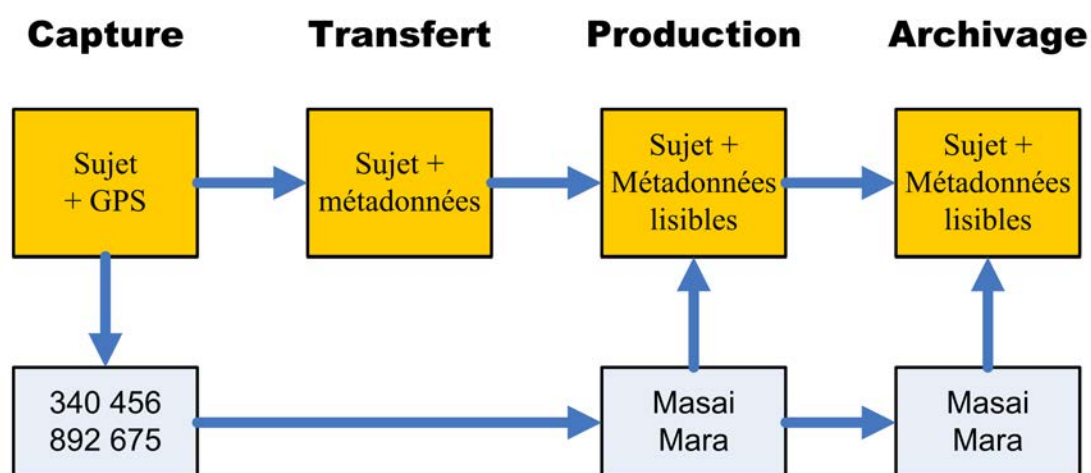 Capture
Transfert
Production
Archivage
Sujet
+ GPS
Sujet +
métadonnées
Sujet +
Métadonnées
lisibles
Sujet +
Métadonnées
lisibles
340 456
892 675
Masai
Mara
Masai
Mara